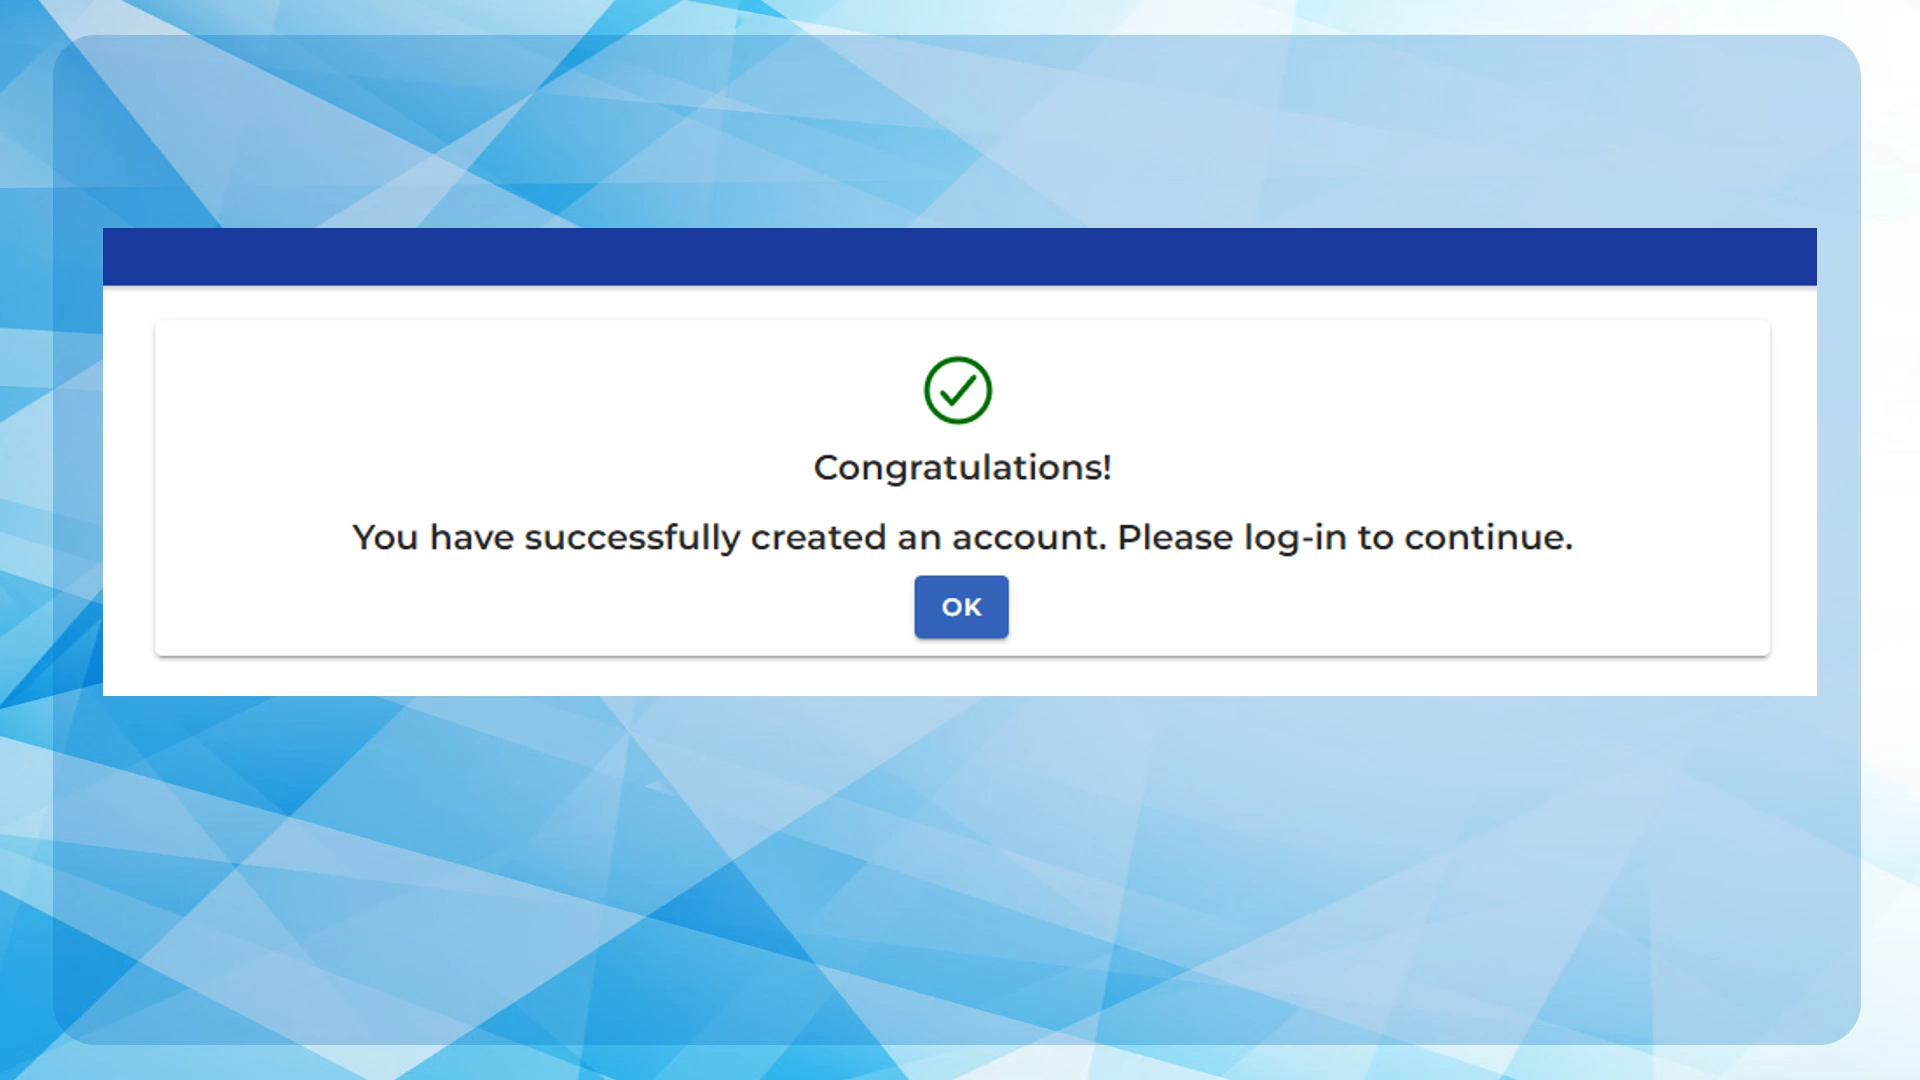 Congratulations!
You have successfully created an account. Please log-in to continue.
OK